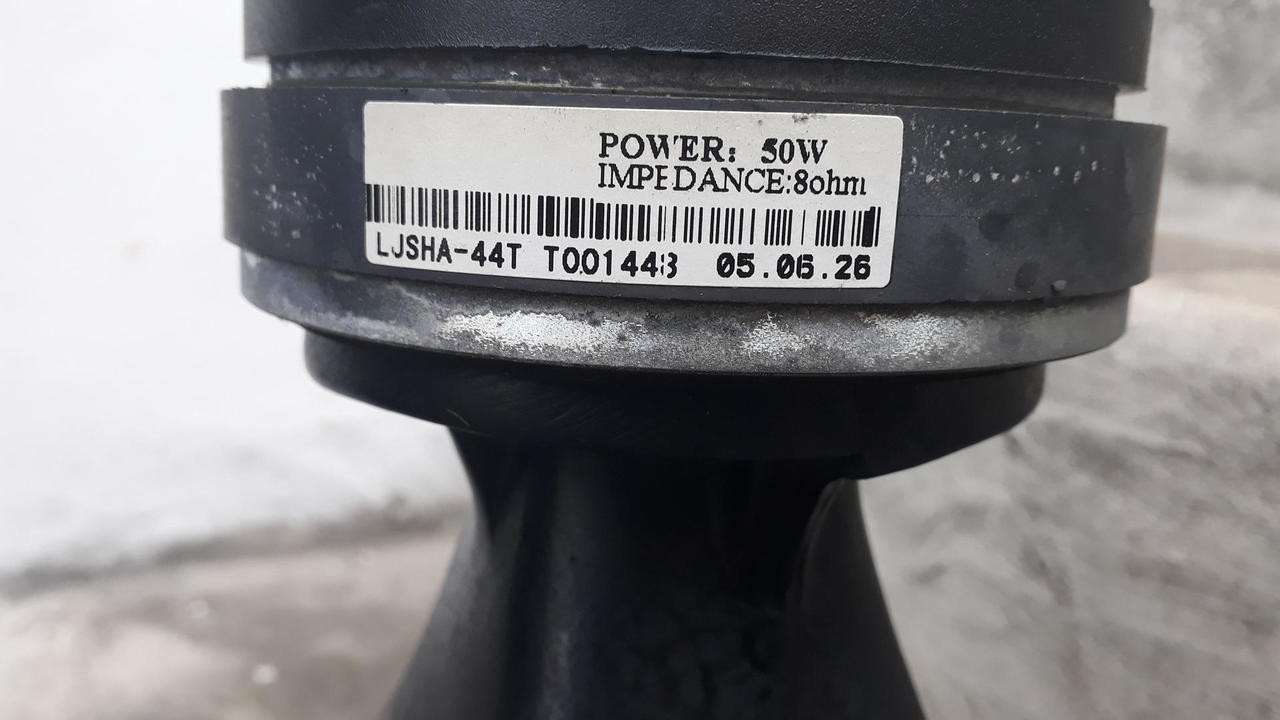 POWER: 50W
IMPEDANCE:8ohm
LJSHA-44T T001448 05.06.26